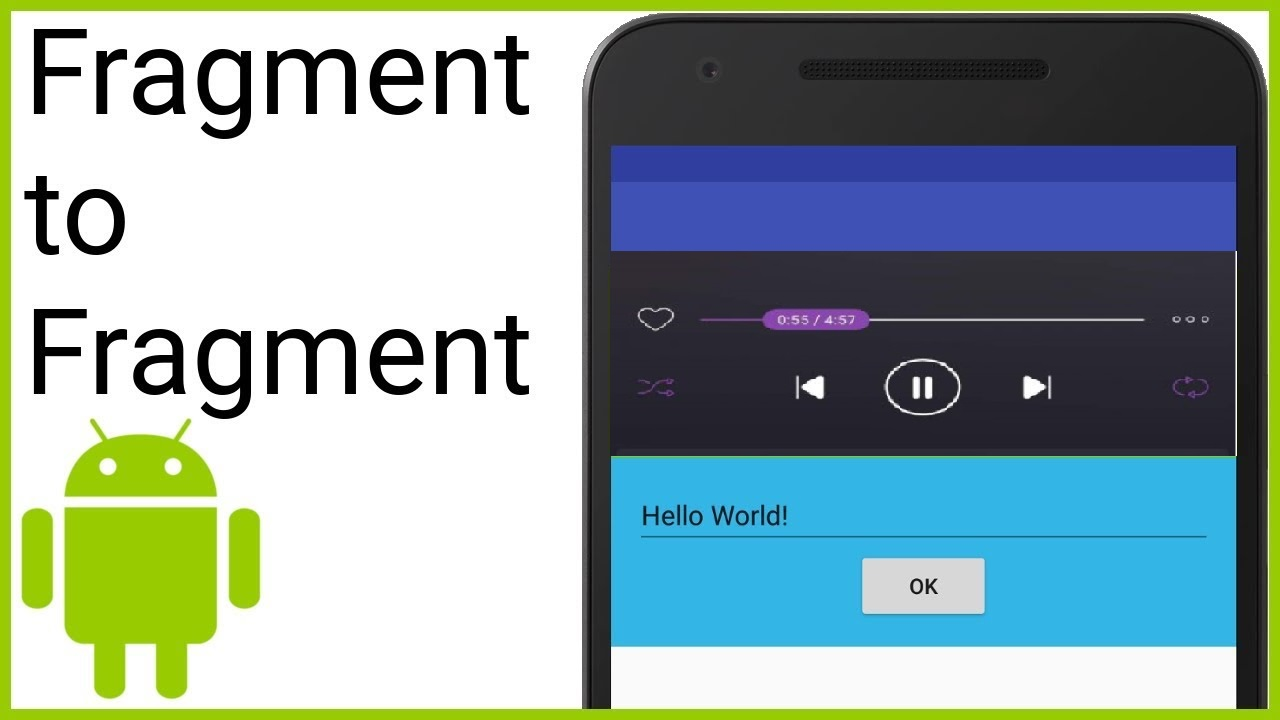 Fragment
to
Fragment
0:55 / 4:57
Hello World!
OK